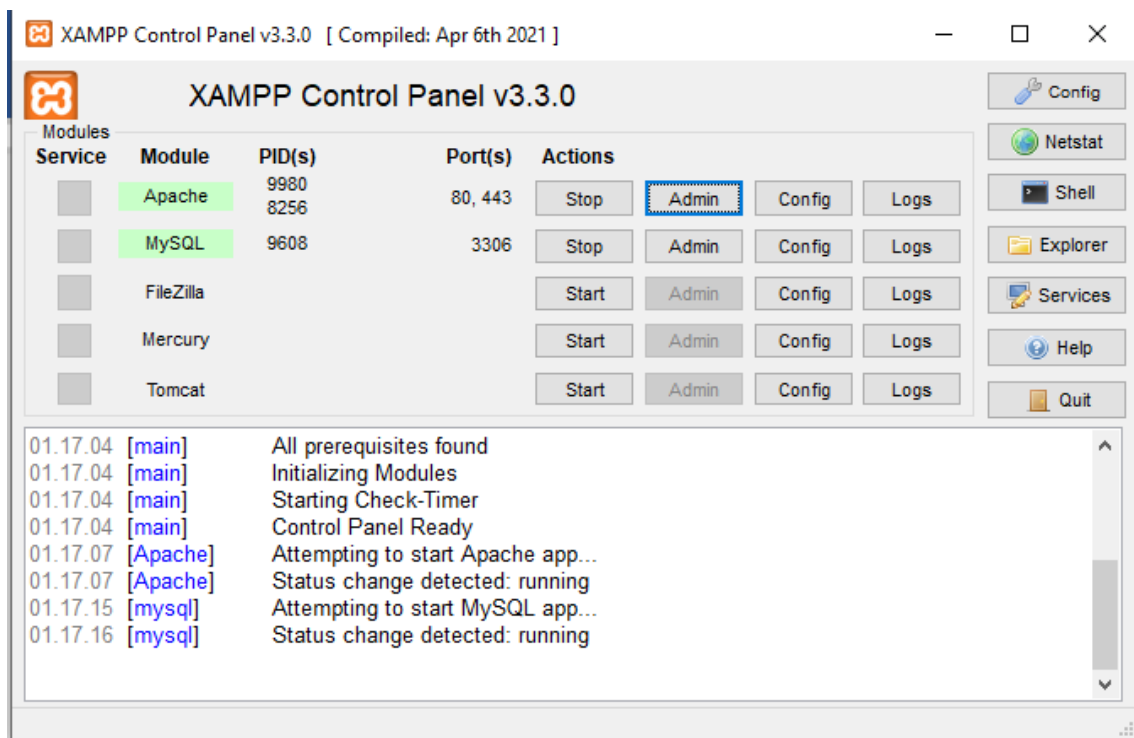 XAMPP Control Panel v3.3.0 [ Compiled: Apr 6th 2021 ]
XAMPP Control Panel v3.3.0
Config
Modules
Service Module PID(s) Port(s) Actions
Netstat
Apache 9980 8256 80, 443 Stop Admin Config Logs
Shell
MySQL 9608 3306 Stop Admin Config Logs
Explorer
FileZilla Start Admin Config Logs
Services
Mercury Start Admin Config Logs
Help
Tomcat Start Admin Config Logs
Quit
01.17.04 [main] All prerequisites found
01.17.04 [main] Initializing Modules
01.17.04 [main] Starting Check-Timer
01.17.04 [main] Control Panel Ready
01.17.07 [Apache] Attempting to start Apache app...
01.17.07 [Apache] Status change detected: running
01.17.15 [mysql] Attempting to start MySQL app...
01.17.16 [mysql] Status change detected: running